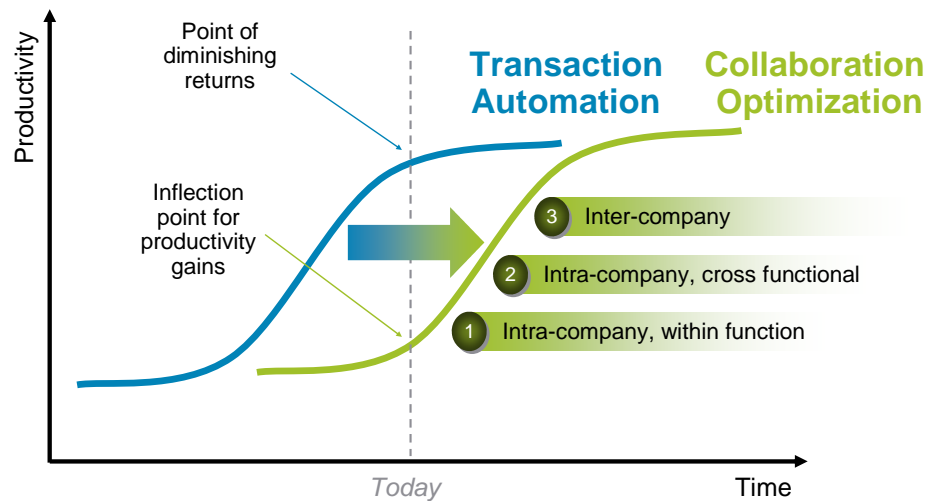 Productivity
Point of
diminishing
returns
Transaction
Automation
Collaboration
Optimization
Inflection
point for
productivity
gains
3 Inter-company
2 Intra-company, cross functional
1 Intra-company, within function
Today
Time